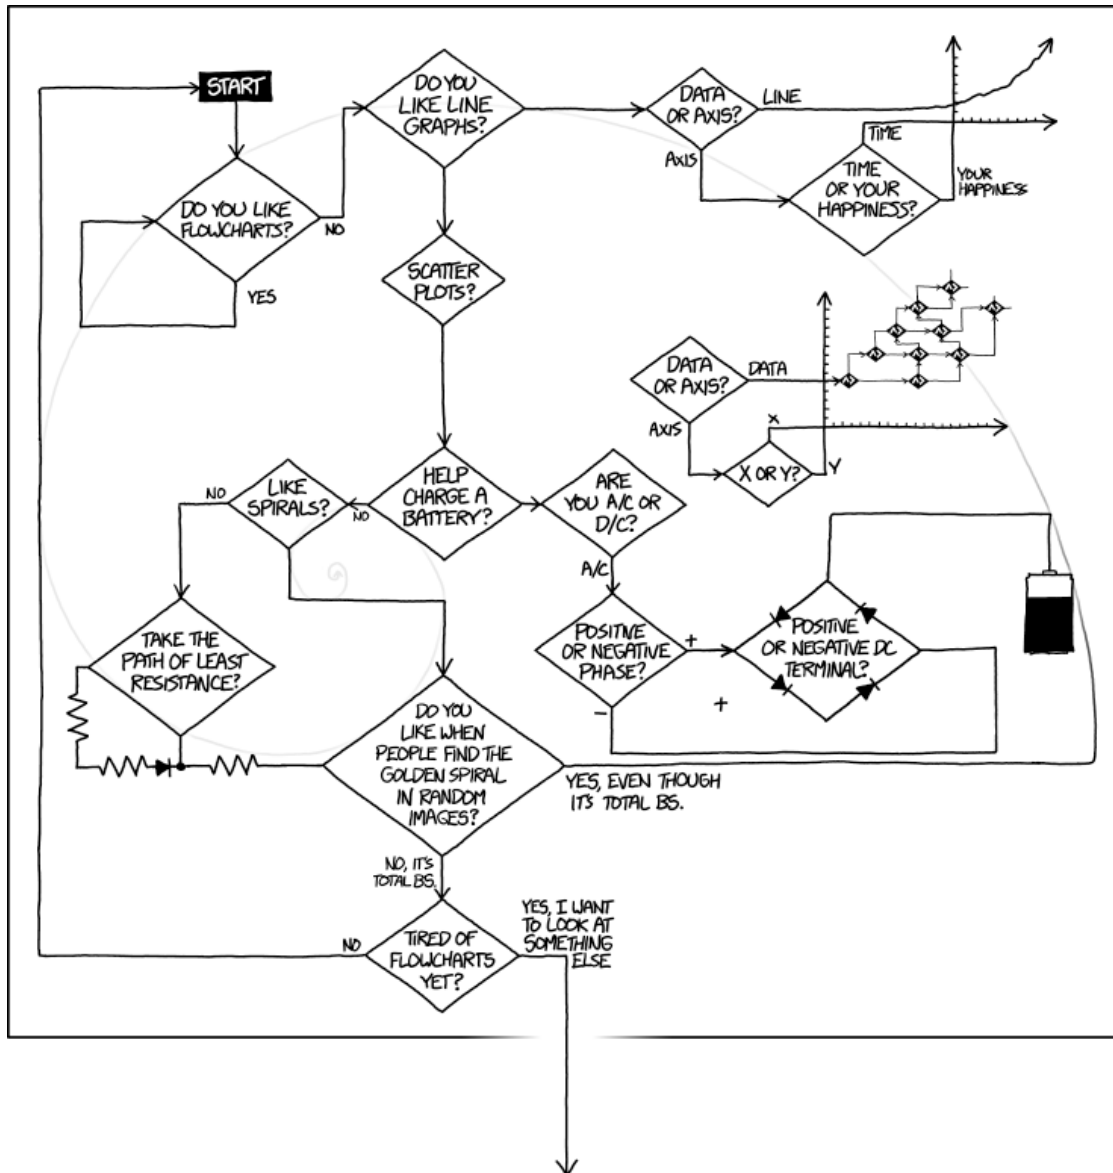 START
DO YOU LIKE
FLOWCHARTS?
NO
YES
DO YOU
LIKE LINE
GRAPHS?
DATA
OR AXIS?
LINE
AXIS
TIME
OR YOUR
HAPPINESS?
TIME
YOUR
HAPPINESS
SCATTER
PLOTS?
DATA
OR AXIS?
DATA
AXIS
X OR Y?
X
Y
HELP
CHARGE A
BATTERY?
NO
LIKE
SPIRALS?
NO
ARE
YOU A/C OR
D/C?
A/C
POSITIVE
OR NEGATIVE
PHASE?
+
-
POSITIVE
OR NEGATIVE DC
TERMINAL?
+
TAKE THE
PATH OF LEAST
RESISTANCE?
DO YOU
LIKE WHEN
PEOPLE FIND THE
GOLDEN SPIRAL
IN RANDOM
IMAGES?
YES, EVEN THOUGH
IT'S TOTAL BS.
NO, IT'S
TOTAL BS.
TIRED OF
FLOWCHARTS
YET?
NO
YES, I WANT
TO LOOK AT
SOMETHING
ELSE